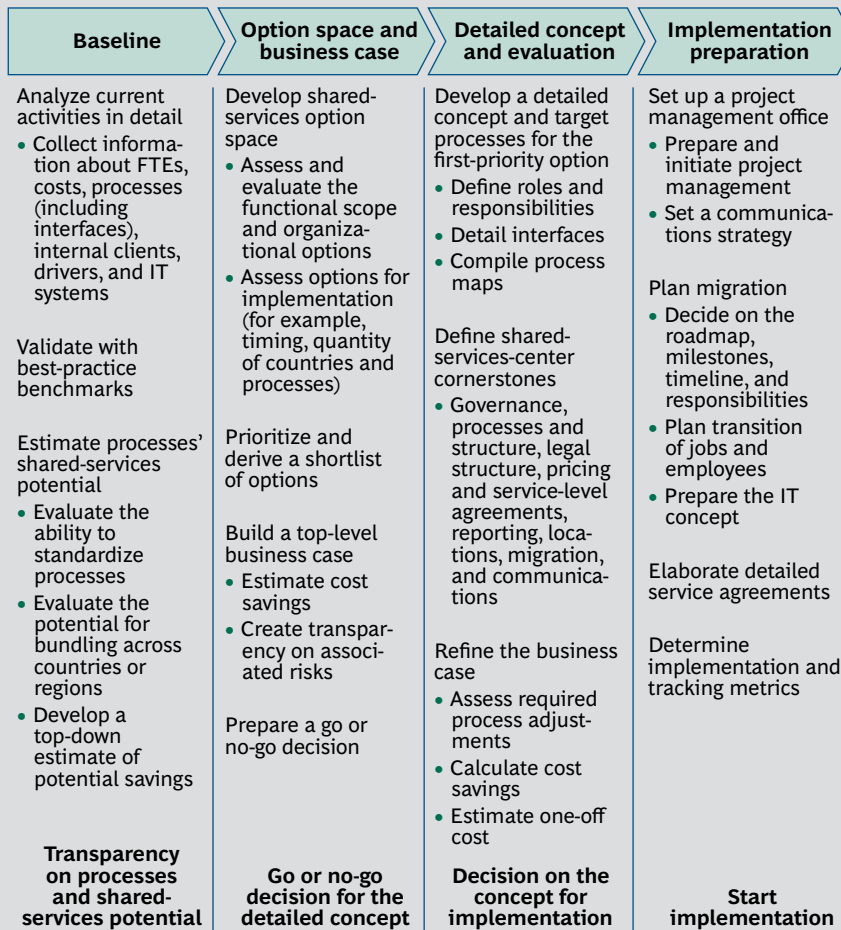 Baseline
Option space and
business case
Detailed concept
and evaluation
Implementation
preparation
Analyze current
activities in detail
• Collect informa-
tion about FTEs,
costs, processes
(including
interfaces),
internal clients,
drivers, and IT
systems
Validate with
best-practice
benchmarks
Estimate processes’
shared-services
potential
• Evaluate the
ability to
standardize
processes
• Evaluate the
potential for
bundling across
countries or
regions
• Develop a
top-down
estimate of
potential savings
Transparency
on processes
and shared-
services potential
Develop shared-
services option
space
• Assess and
evaluate the
functional scope
and organiza-
tional options
• Assess options for
implementation
(for example,
timing, quantity
of countries and
processes)
Prioritize and
derive a shortlist
of options
Build a top-level
business case
• Estimate cost
savings
• Create transpar-
ency on associ-
ated risks
Prepare a go or
no-go decision
Go or no-go
decision for the
detailed concept
Develop a detailed
concept and target
processes for the
first-priority option
• Define roles and
responsibilities
• Detail interfaces
• Compile process
maps
Define shared-
services-center
cornerstones
• Governance,
processes and
structure, legal
structure, pricing
and service-level
agreements,
reporting, loca-
tions, migration,
and communica-
tions
Refine the business
case
• Assess required
process adjust-
ments
• Calculate cost
savings
• Estimate one-off
cost
Decision on the
concept for
implementation
Set up a project
management office
• Prepare and
initiate project
management
• Set a communica-
tions strategy
Plan migration
• Decide on the
roadmap,
milestones,
timeline, and
responsibilities
• Plan transition
of jobs and
employees
• Prepare the IT
concept
Elaborate detailed
service agreements
Determine
implementation and
tracking metrics
Start
implementation